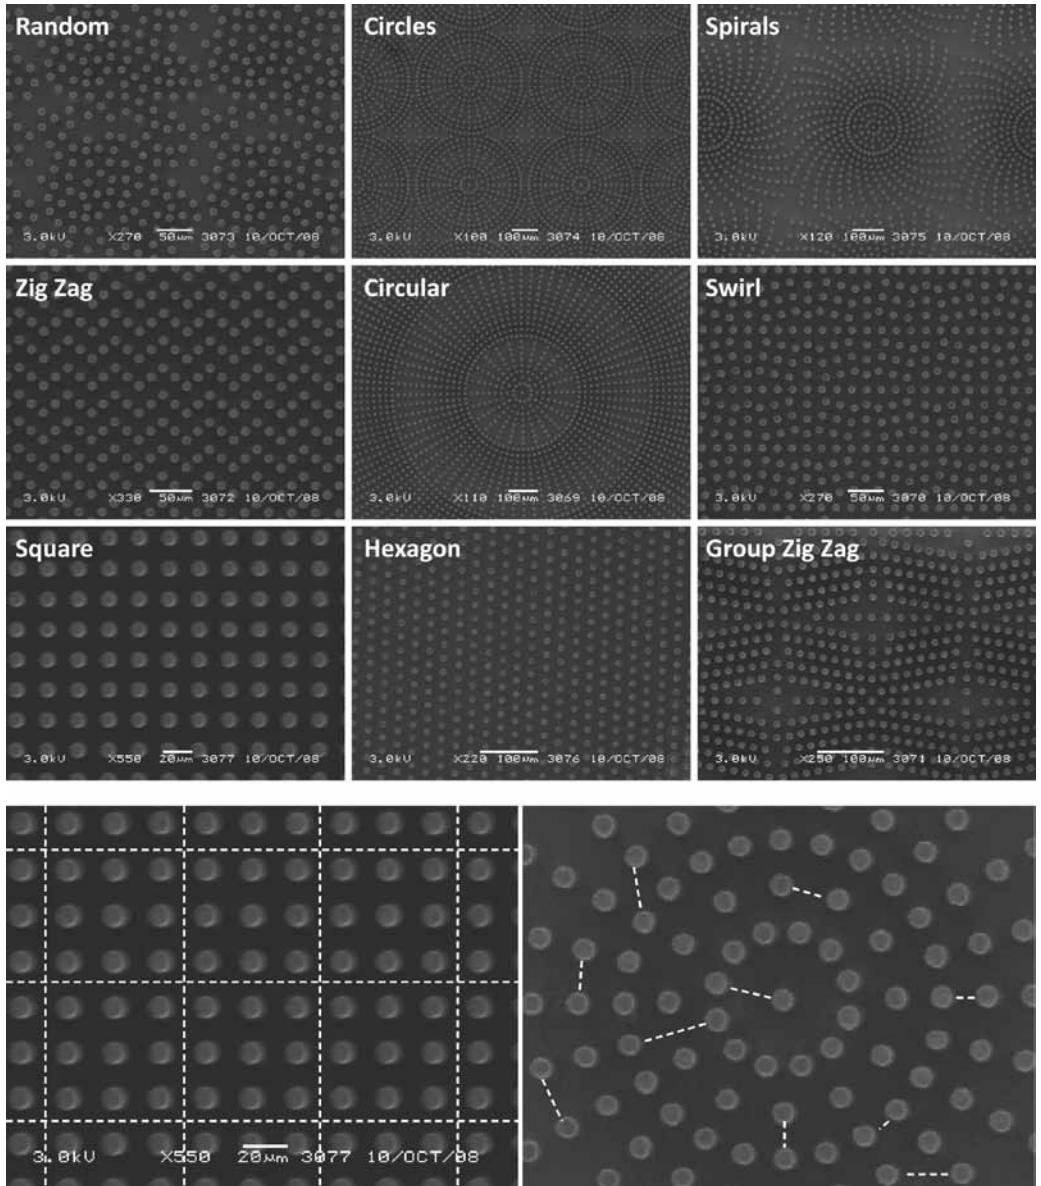 Random
3.0kV X270 50µm 3073 10/OCT/08
Circles
3.0kV X100 100µm 3074 10/OCT/08
Spirals
3.0kV X120 100µm 3075 10/OCT/08
Zig Zag
3.0kV X330 50µm 3072 10/OCT/08
Circular
3.0kV X110 100µm 3069 10/OCT/08
Swirl
3.0kV X270 50µm 3070 10/OCT/08
Square
3.0kV X550 20µm 3077 10/OCT/08
Hexagon
3.0kV X220 100µm 3076 10/OCT/08
Group Zig Zag
3.0kV X250 100µm 3071 10/OCT/08
3.0kV X550 20µm 3077 10/OCT/08